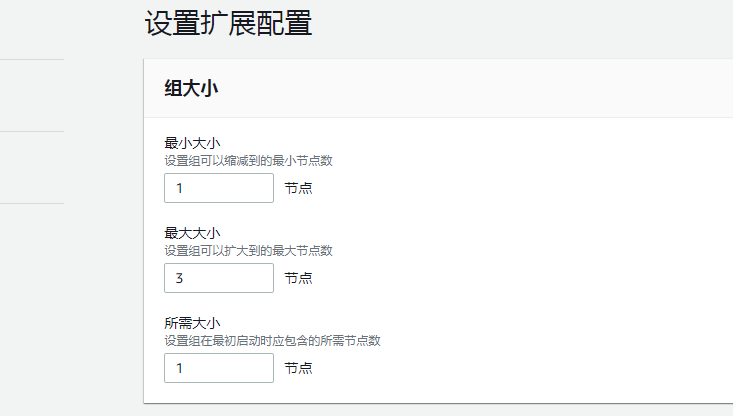 设置扩展配置
组大小
最小大小
设置组可以缩减到的最小节点数
1 节点
最大大小
设置组可以扩大到的最大节点数
3 节点
所需大小
设置组在最初启动时应包含的所需节点数
1 节点